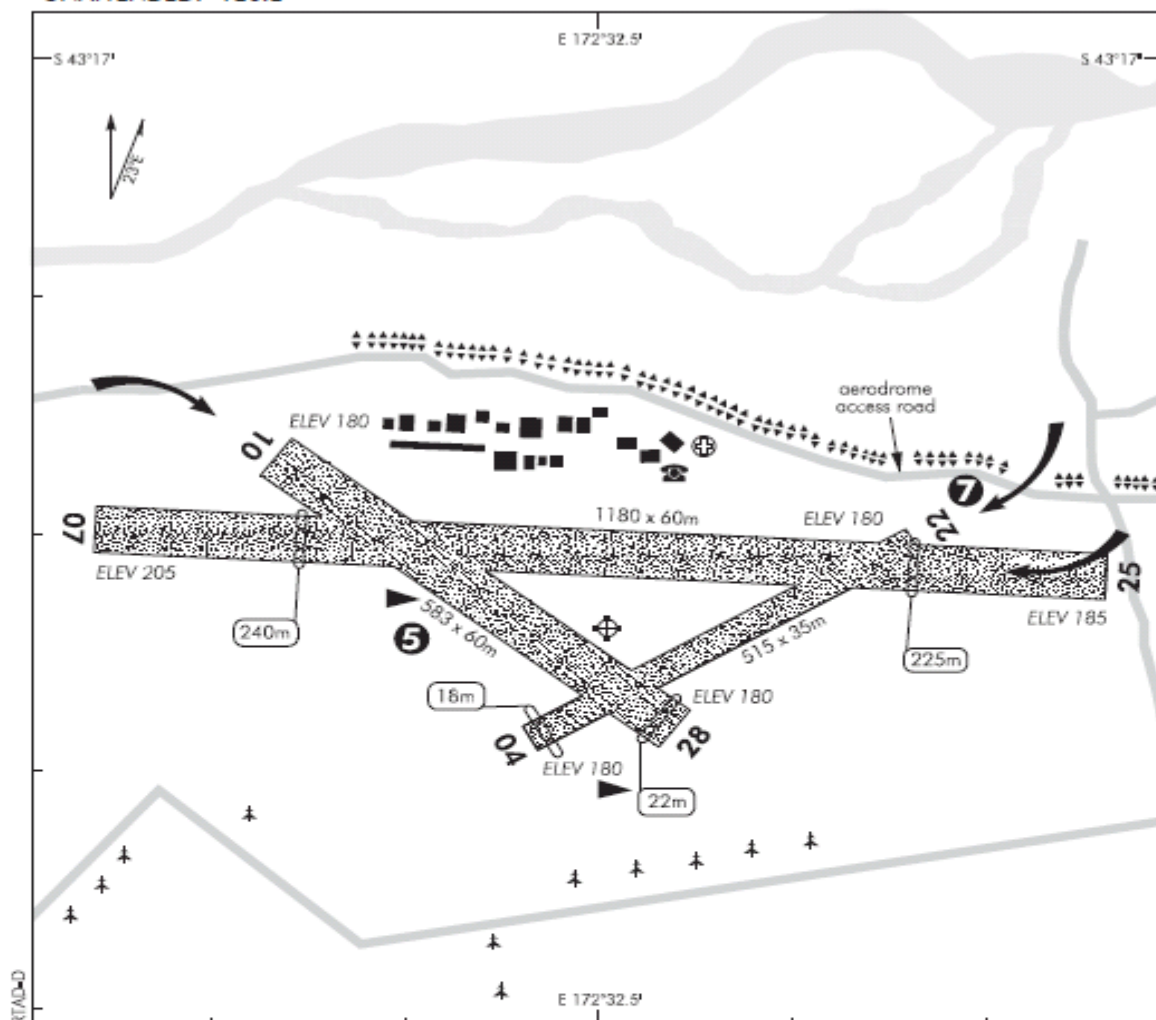 E 172°32.5'
S 43°17'
S 43°17'
23°E
aerodrome
access road
ELEV 180
10
7
1180 x 60m
ELEV 180
22
07
ELEV 205
25
ELEV 185
583 x 60m
5
515 x 35m
240m
225m
18m
ELEV 180
04
28
ELEV 180
22m
E 172°32.5'